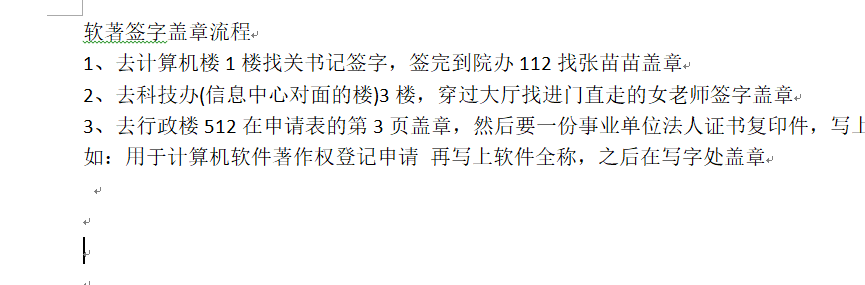 软著签字盖章流程
1、去计算机楼1楼找关书记签字，签完到院办112找张苗苗盖章
2、去科技办(信息中心对面的楼)3楼，穿过大厅找进门直走的女老师签字盖章
3、去行政楼512在申请表的第3页盖章，然后要一份事业单位法人证书复印件，写上
如：用于计算机软件著作权登记申请 再写上软件全称，之后在写字处盖章